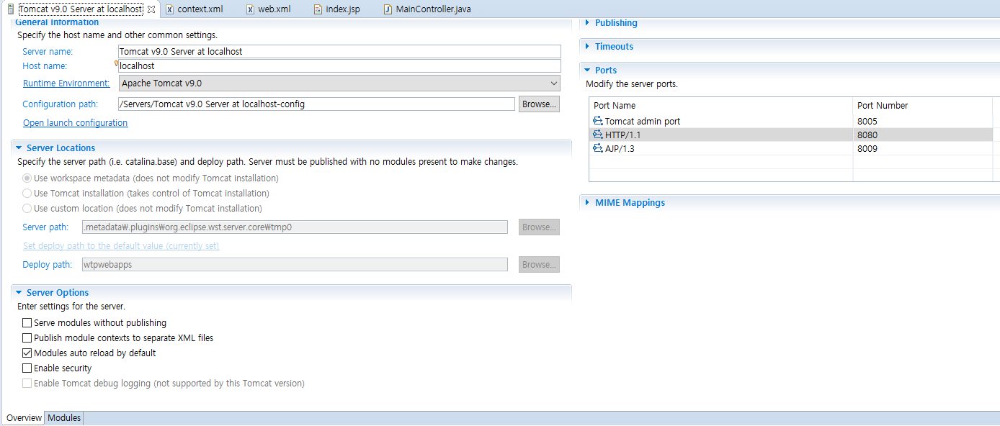 Tomcat v9.0 Server at localhost
context.xml
web.xml
index.jsp
MainController.java
General Information
Specify the host name and other common settings.
Server name:
Tomcat v9.0 Server at localhost
Host name:
localhost
Runtime Environment:
Apache Tomcat v9.0
Configuration path:
/Servers/Tomcat v9.0 Server at localhost-config
Browse...
Open launch configuration
Server Locations
Specify the server path (i.e. catalina.base) and deploy path. Server must be published with no modules present to make changes.
Use workspace metadata (does not modify Tomcat installation)
Use Tomcat installation (takes control of Tomcat installation)
Use custom location (does not modify Tomcat installation)
Server path:
.metadata₩.plugins₩org.eclipse.wst.server.core₩tmp0
Browse...
Set deploy path to the default value (currently set)
Deploy path:
wtpwebapps
Browse...
Server Options
Enter settings for the server.
Serve modules without publishing
Publish module contexts to separate XML files
Modules auto reload by default
Enable security
Enable Tomcat debug logging (not supported by this Tomcat version)
Publishing
Timeouts
Ports
Modify the server ports.
Port Name Port Number
Tomcat admin port 8005
HTTP/1.1 8080
AJP/1.3 8009
MIME Mappings
Overview
Modules